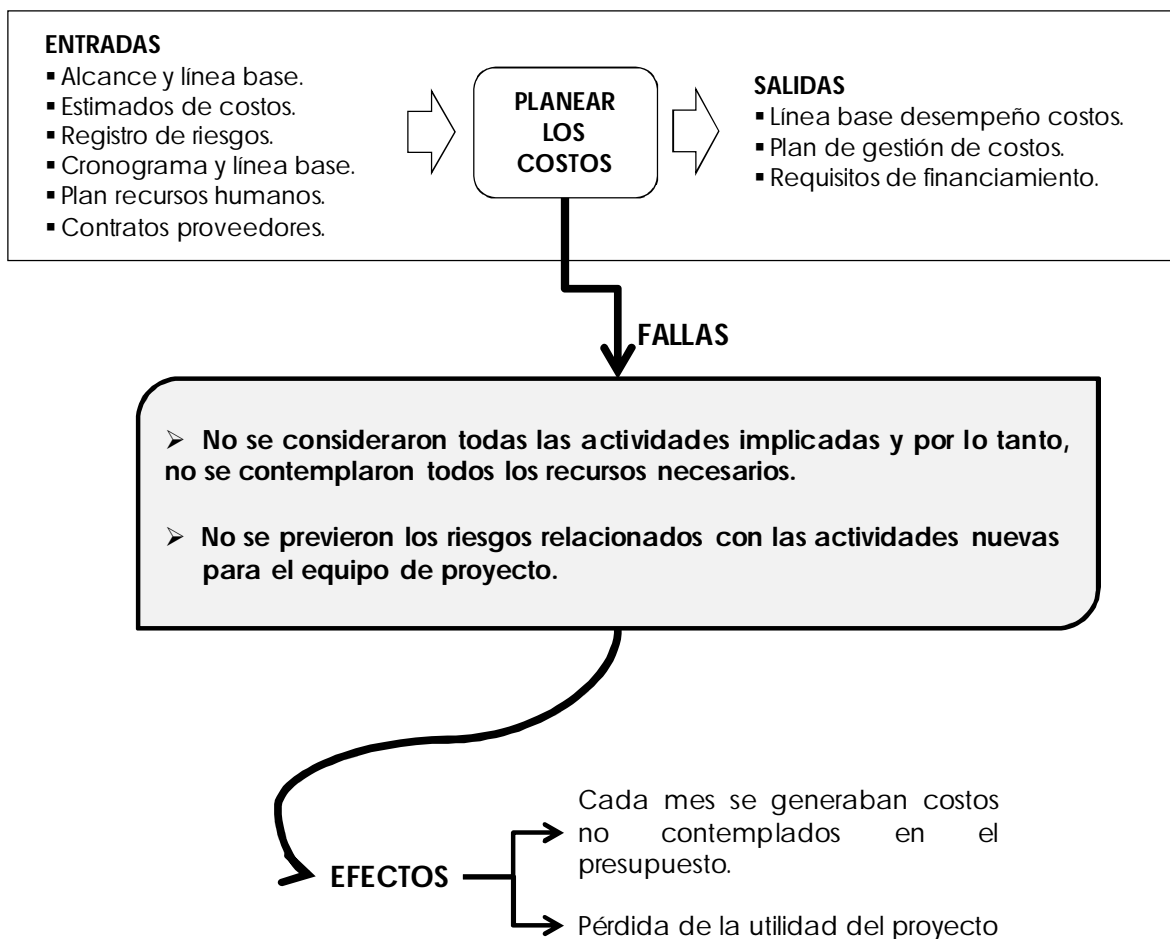 ENTRADAS
▪ Alcance y línea base.
▪ Estimados de costos.
▪ Registro de riesgos.
▪ Cronograma y línea base.
▪ Plan recursos humanos.
▪ Contratos proveedores.
PLANEAR
LOS
COSTOS
SALIDAS
▪ Línea base desempeño costos.
▪ Plan de gestión de costos.
▪ Requisitos de financiamiento.
FALLAS
➢ No se consideraron todas las actividades implicadas y por lo tanto,
no se contemplaron todos los recursos necesarios.
➢ No se previeron los riesgos relacionados con las actividades nuevas
para el equipo de proyecto.
EFECTOS
Cada mes se generaban costos
no contemplados en el
presupuesto.
Pérdida de la utilidad del proyecto